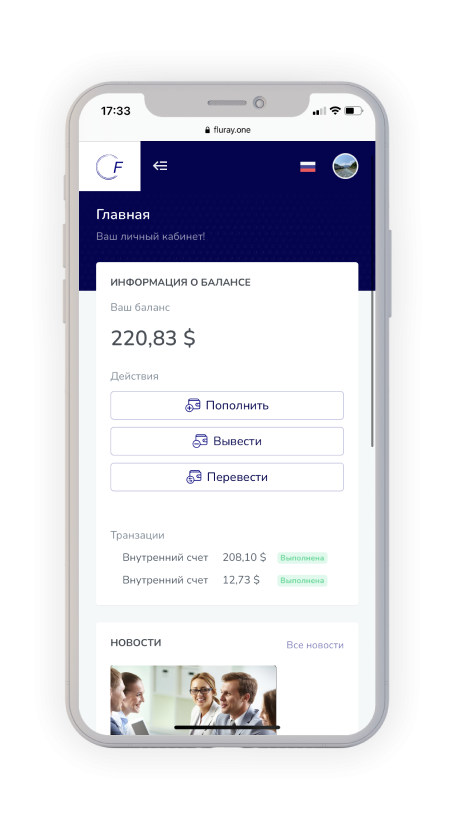 17:33
fluray.one
F
Главная
Ваш личный кабинет!
ИНФОРМАЦИЯ О БАЛАНСЕ
Ваш баланс
220,83 $
Действия
Пополнить
Вывести
Перевести
Транзации
Внутренний счет 208,10 $ Выполнена
Внутренний счет 12,73 $ Выполнена
НОВОСТИ Все новости